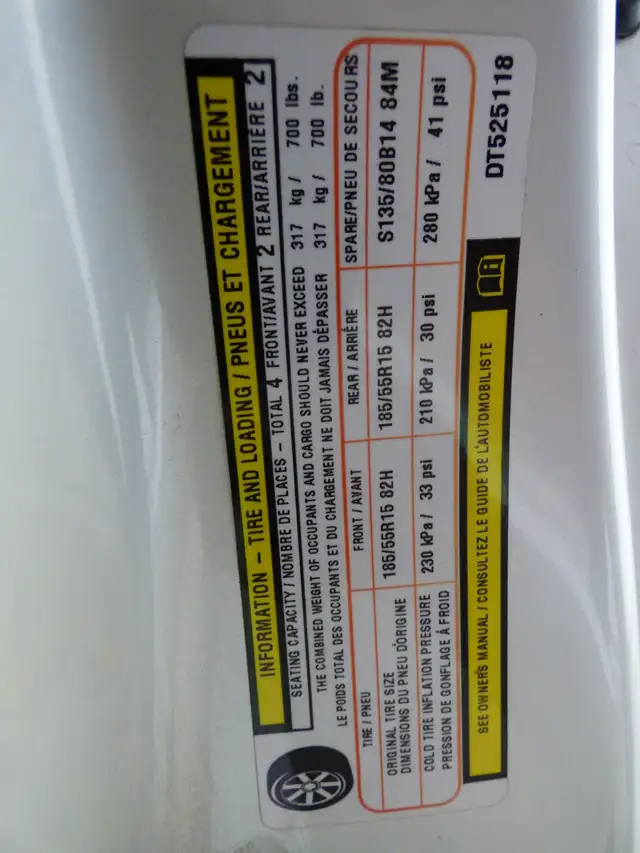 INFORMATION – TIRE AND LOADING / PNEUS ET CHARGEMENT
SEATING CAPACITY / NOMBRE DE PLACES – TOTAL 4 FRONT/AVANT 2 REAR/ARRIÈRE 2
THE COMBINED WEIGHT OF OCCUPANTS AND CARGO SHOULD NEVER EXCEED 317 kg / 700 lbs.
LE POIDS TOTAL DES OCCUPANTS ET DU CHARGEMENT NE DOIT JAMAIS DÉPASSER 317 kg / 700 lb.
TIRE / PNEU FRONT / AVANT REAR / ARRIÈRE SPARE/PNEU DE SECOURS
ORIGINAL TIRE SIZE 185/55R15 82H 185/55R15 82H S135/80B14 84M
DIMENSIONS DU PNEU D'ORIGINE
COLD TIRE INFLATION PRESSURE 230 kPa / 33 psi 210 kPa / 30 psi 280 kPa / 41 psi
PRESSION DE GONFLAGE À FROID
SEE OWNER'S MANUAL / CONSULTEZ LE GUIDE DE L'AUTOMOBILISTE
DT525118